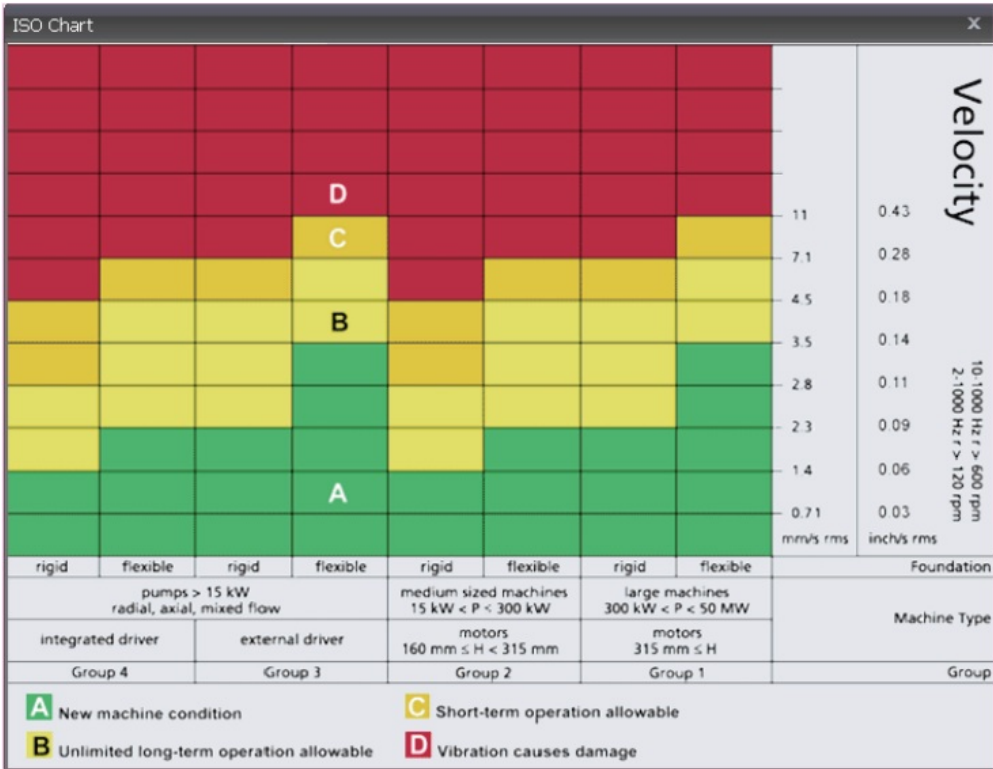 ISO Chart x
D
C
B
A
11 0.43
7.1 0.28
4.5 0.18
3.5 0.14
2.8 0.11
2.3 0.09
1.4 0.06
0.71 0.03
mm/s rms inch/s rms
Velocity
10-1000 Hz r > 600 rpm
2-1000 Hz r > 120 rpm
rigid flexible rigid flexible rigid flexible rigid flexible Foundation
pumps > 15 kW
radial, axial, mixed flow
medium sized machines
15 kW < P ≤ 300 kW
large machines
300 kW < P < 50 MW
Machine Type
integrated driver
external driver
motors
160 mm ≤ H < 315 mm
motors
315 mm ≤ H
Group 4 Group 3 Group 2 Group 1 Group
A New machine condition
C Short-term operation allowable
B Unlimited long-term operation allowable
D Vibration causes damage